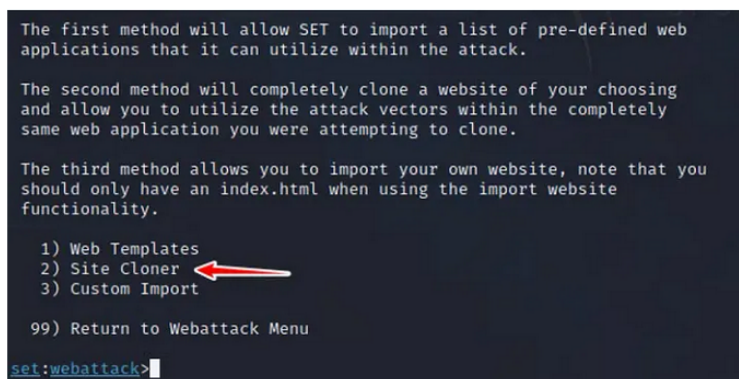 The first method will allow SET to import a list of pre-defined web
applications that it can utilize within the attack.
The second method will completely clone a website of your choosing
and allow you to utilize the attack vectors within the completely
same web application you were attempting to clone.
The third method allows you to import your own website, note that you
should only have an index.html when using the import website
functionality.
1) Web Templates
2) Site Cloner
3) Custom Import
99) Return to Webattack Menu
set:webattack>